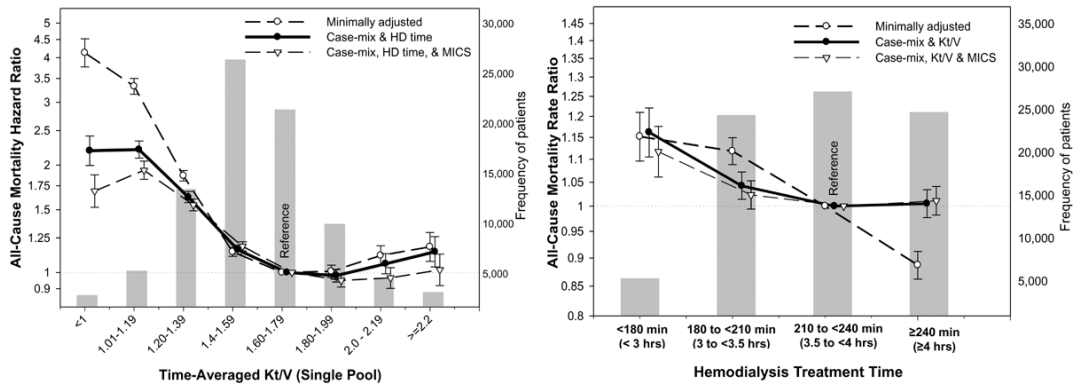 Minimally adjusted
Case-mix & HD time
Case-mix, HD time, & MICS
All-Cause Mortality Hazard Ratio
5
4.5
4
3.5
3
2.5
2
1.75
1.5
1.25
1
0.9
Reference
30,000
25,000
20,000
15,000
10,000
5,000
Frequency of patients
<1
1.01-1.19
1.20-1.39
1.4-1.59
1.60-1.79
1.80-1.99
2.0 - 2.19
>=2.2
Time-Averaged Kt/V (Single Pool)
Minimally adjusted
Case-mix & Kt/V
Case-mix, Kt/V & MICS
All-Cause Mortality Rate Ratio
1.45
1.4
1.35
1.3
1.25
1.2
1.15
1.1
1.05
1
0.95
0.9
0.85
0.8
Reference
35,000
30,000
25,000
20,000
15,000
10,000
5,000
Frequency of patients
<180 min
(< 3 hrs)
180 to <210 min
(3 to <3.5 hrs)
210 to <240 min
(3.5 to <4 hrs)
≥240 min
(≥4 hrs)
Hemodialysis Treatment Time